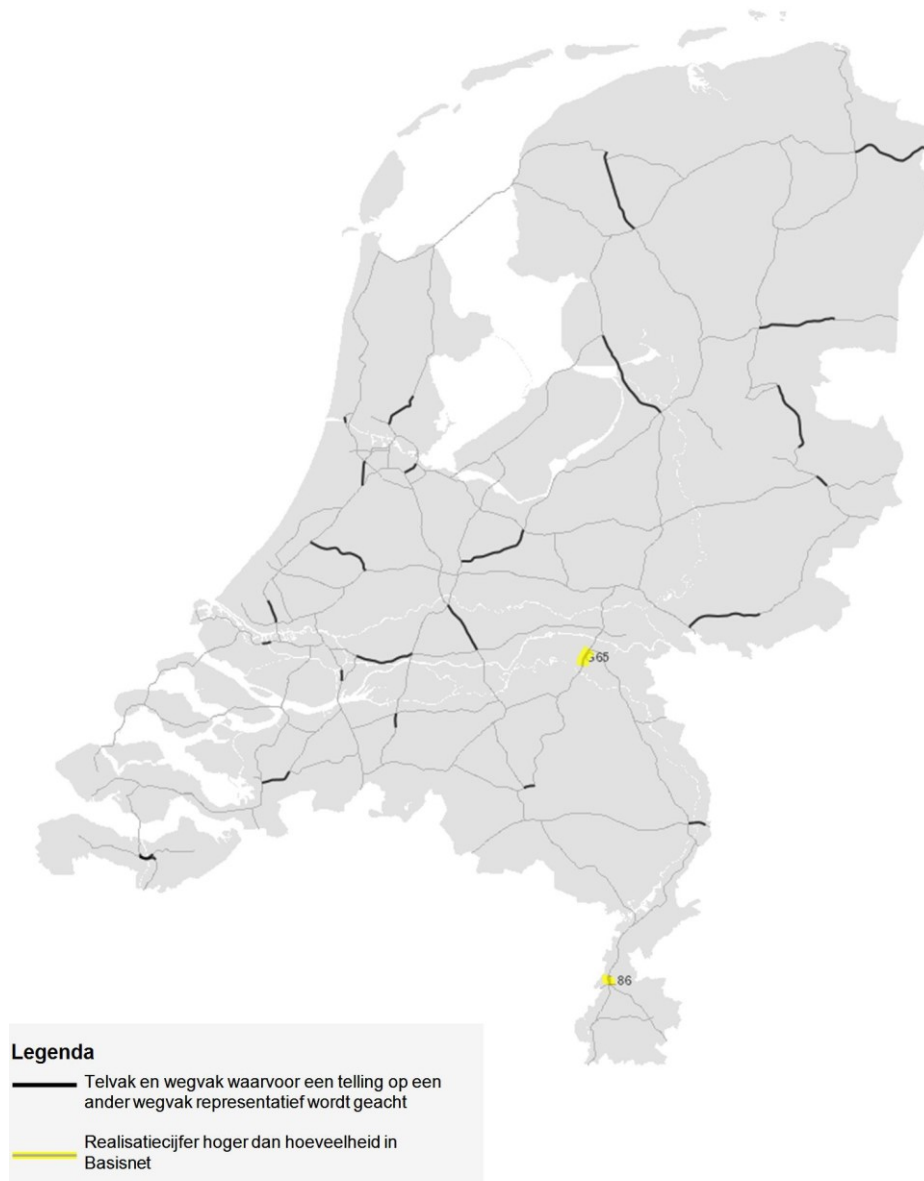 G65
L86
Legenda
Telvak en wegvak waarvoor een telling op een
ander wegvak representatief wordt geacht
Realisatiecijfer hoger dan hoeveelheid in
Basisnet